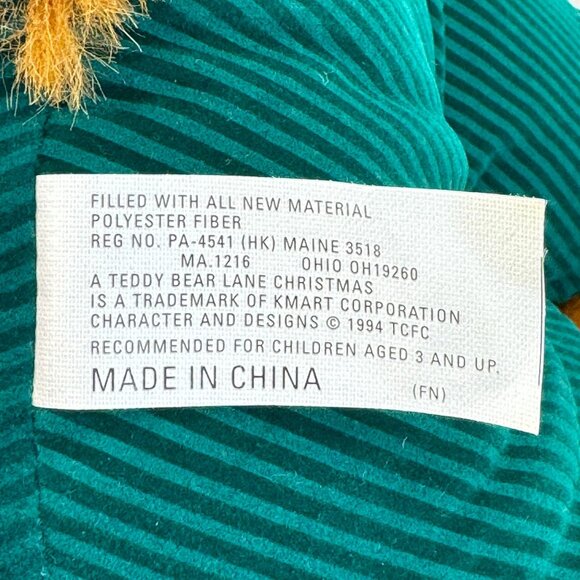 FILLED WITH ALL NEW MATERIAL
POLYESTER FIBER
REG NO. PA-4541 (HK) MAINE 3518
MA.1216 OHIO OH19260
A TEDDY BEAR LANE CHRISTMAS
IS A TRADEMARK OF KMART CORPORATION
CHARACTER AND DESIGNS © 1994 TCFC
RECOMMENDED FOR CHILDREN AGED 3 AND UP.
MADE IN CHINA (FN)